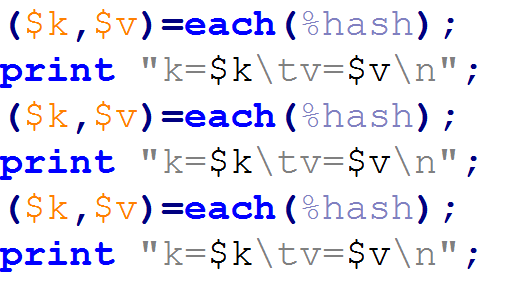 ($k,$v)=each(%hash);
print "k=$k\tv=$v\n";
($k,$v)=each(%hash);
print "k=$k\tv=$v\n";
($k,$v)=each(%hash);
print "k=$k\tv=$v\n";